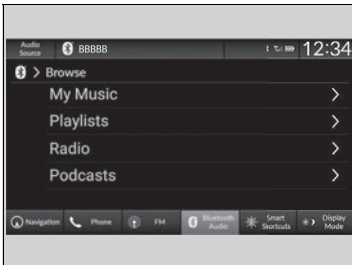 Audio
Source
BBBBB
12:34
> Browse
My Music
Playlists
Radio
Podcasts
Navigation
Phone
FM
Bluetooth
Audio
Smart
Shortcuts
Display
Mode